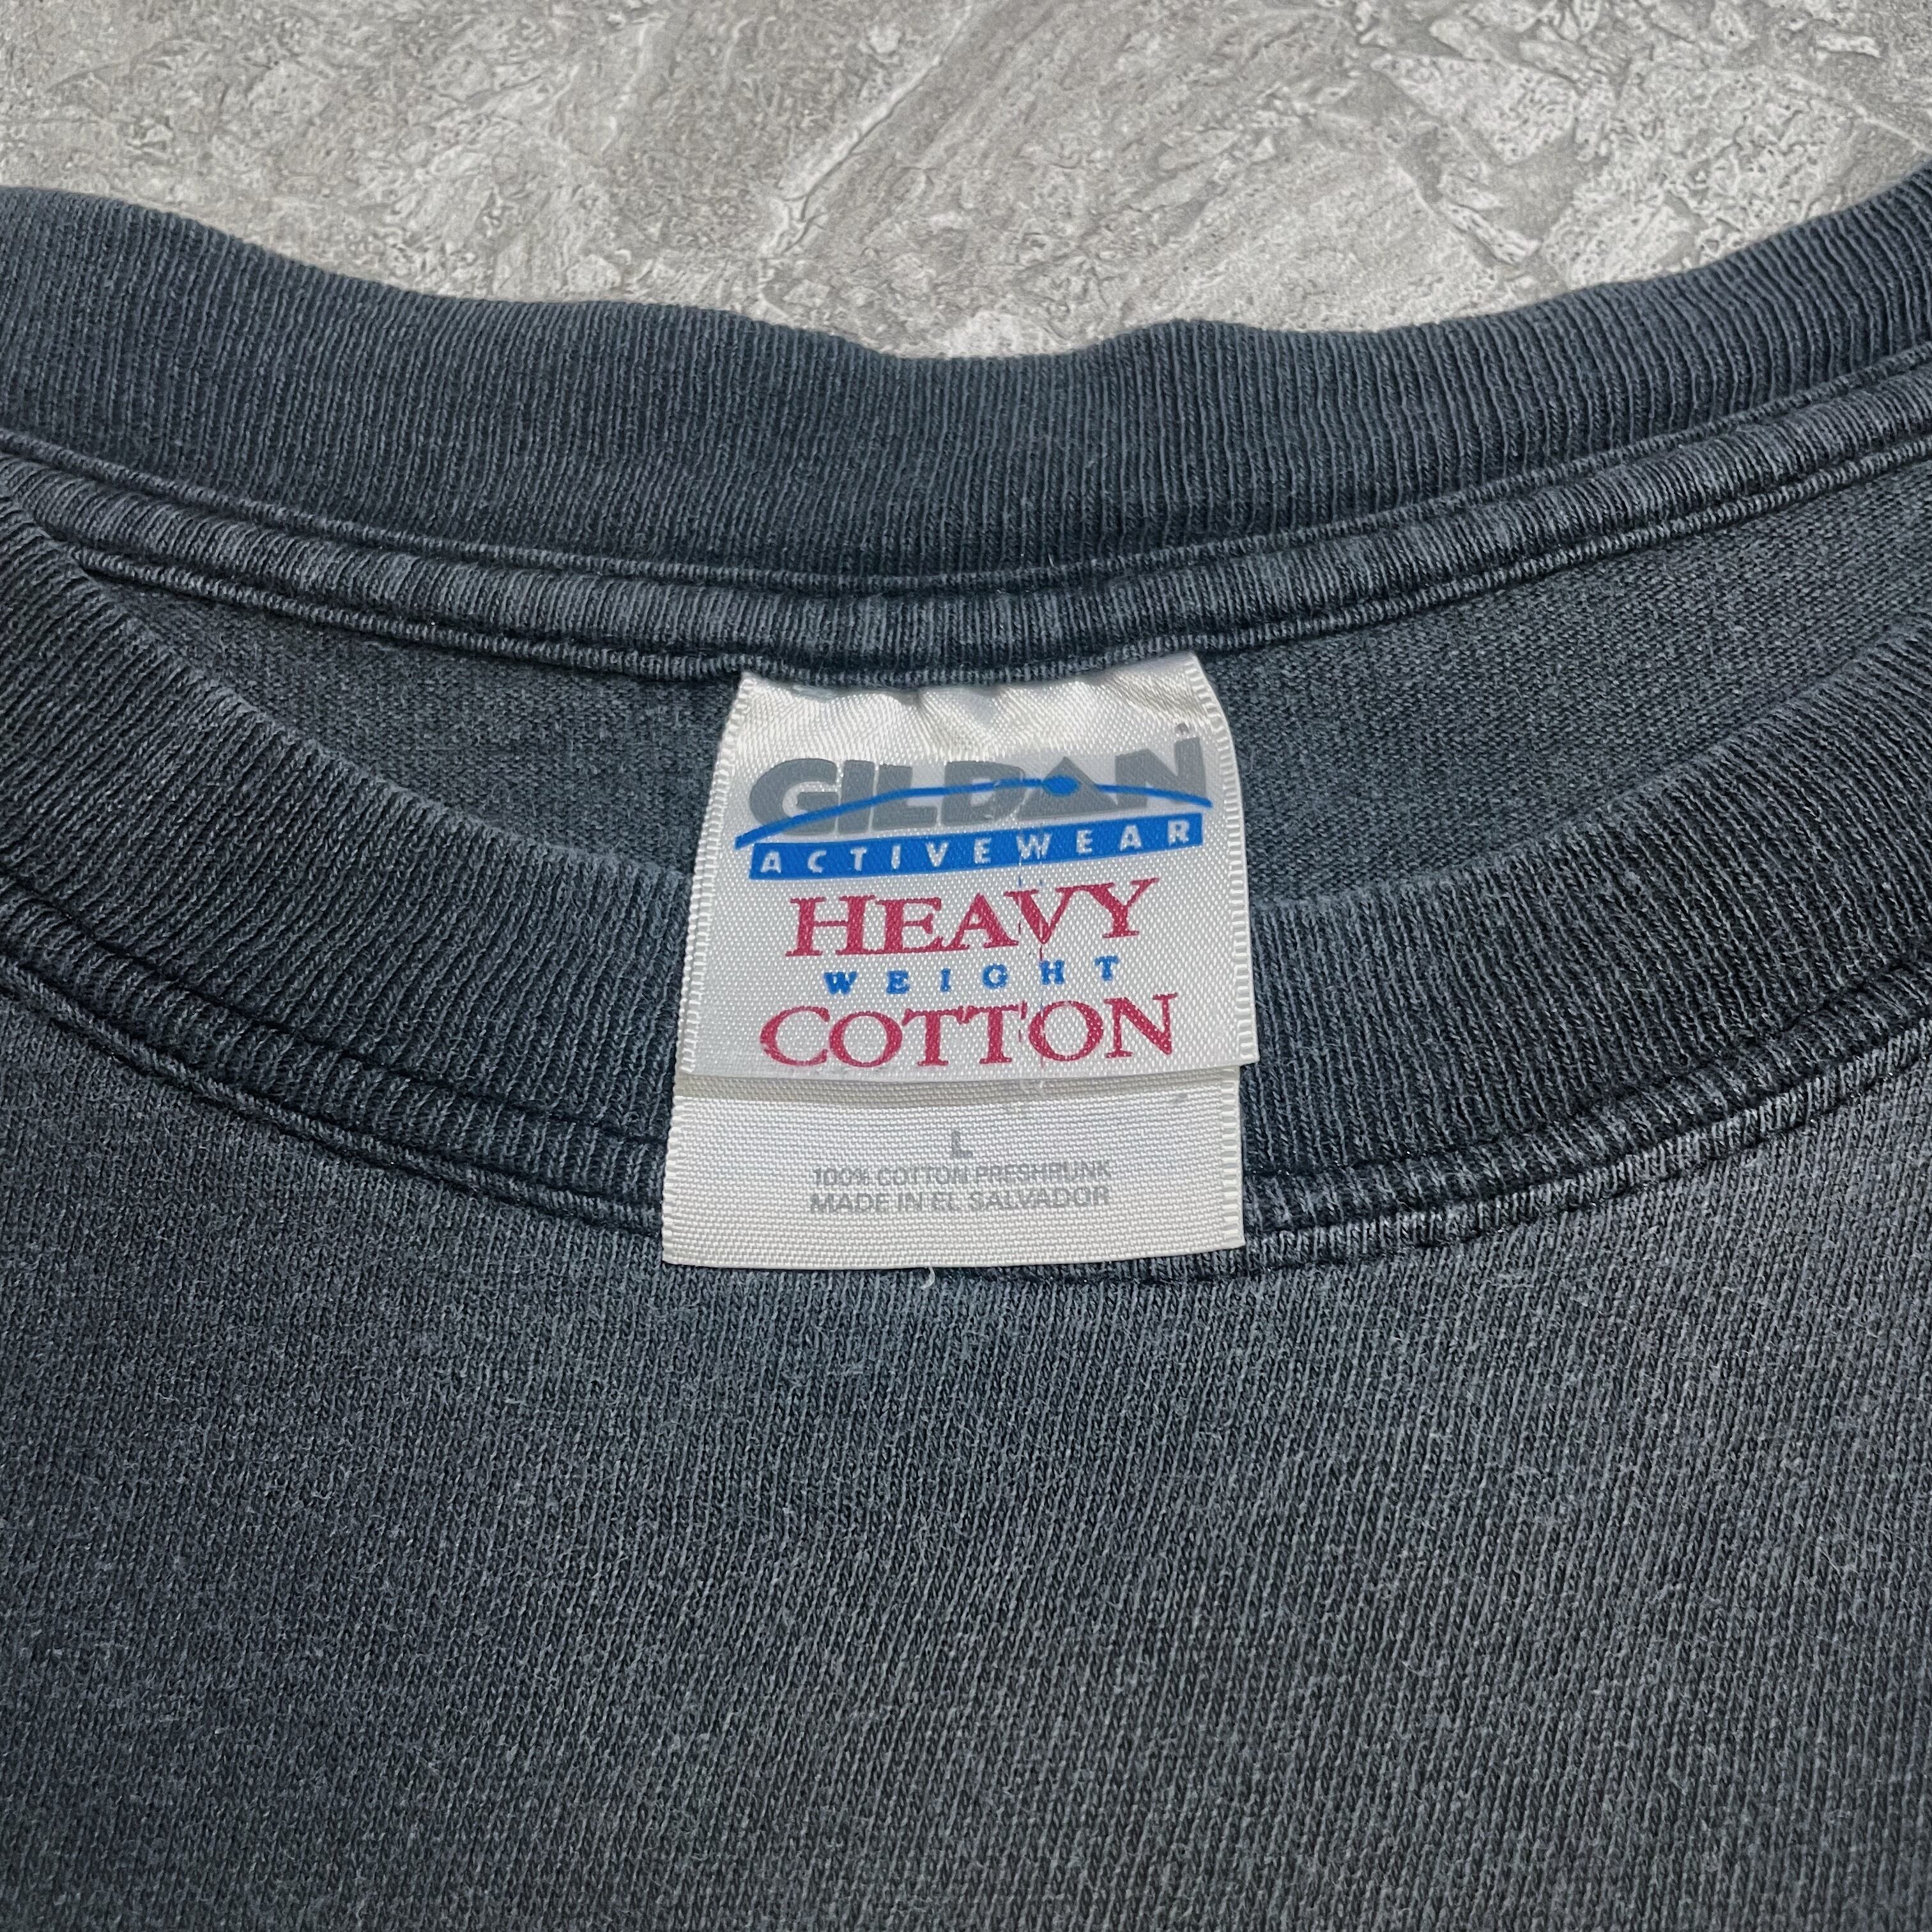 GILDAN
ACTIVEWEAR
HEAVY
WEIGHT
COTTON
L
100% COTTON PRESHRUNK
MADE IN EL SALVADOR